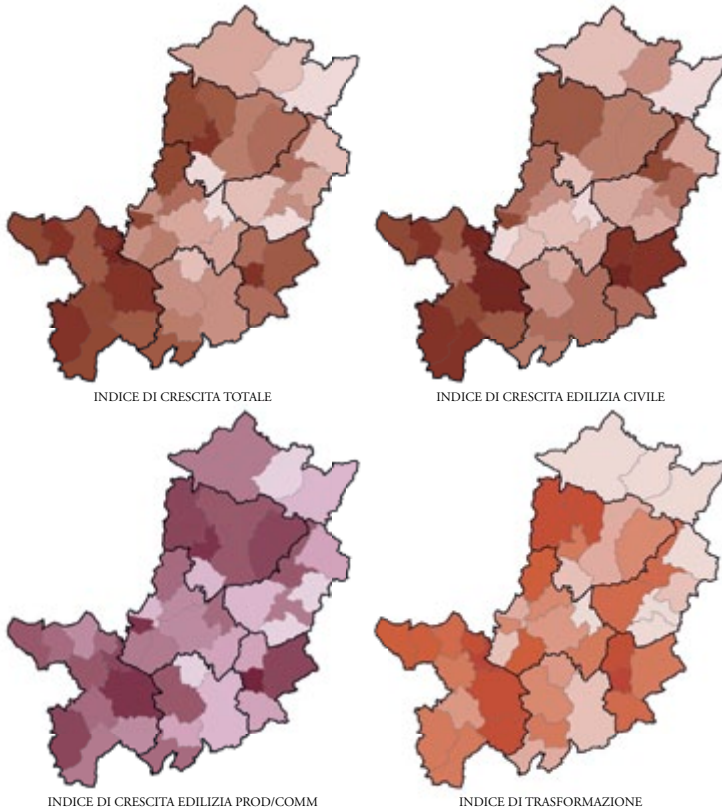 INDICE DI CRESCITA TOTALE
INDICE DI CRESCITA EDILIZIA CIVILE
INDICE DI CRESCITA EDILIZIA PROD/COMM
INDICE DI TRASFORMAZIONE